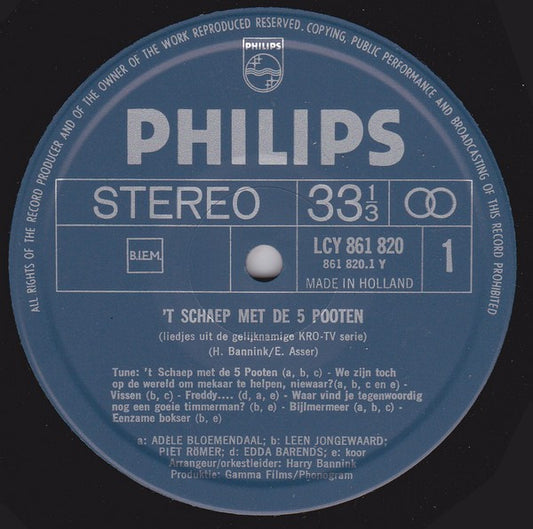 ALL RIGHTS OF THE RECORD PRODUCER AND OF THE OWNER OF THE WORK REPRODUCED RESERVED. COPYING, PUBLIC PERFORMANCE AND BROADCASTING OF THIS RECORD PROHIBITED
PHILIPS
PHILIPS
STEREO 33 1/3
B.I.E.M. LCY 861 820 1
861 820.1 Y
MADE IN HOLLAND
'T SCHAEP MET DE 5 POOTEN
(liedjes uit de gelijknamige KRO-TV serie)
(H. Bannink/E. Asser)
Tune: 't Schaep met de 5 Pooten (a, b, c) - We zijn toch
op de wereld om mekaar te helpen, niewaar?(a, b, c en e) -
Vissen (b, c) - Freddy.... (d, a, e) - Waar vind je tegenwoordig
nog een goeie timmerman? (b, e) - Bijlmermeer (a, b, c) -
Eenzame bokser (b, e)
a: ADÈLE BLOEMENDAAL; b: LEEN JONGEWAARD;
PIET RÖMER; d: EDDA BARENDS; e: koor
Arrangeur/orkestleider: Harry Bannink
Produktie: Gamma Films/Phonogram